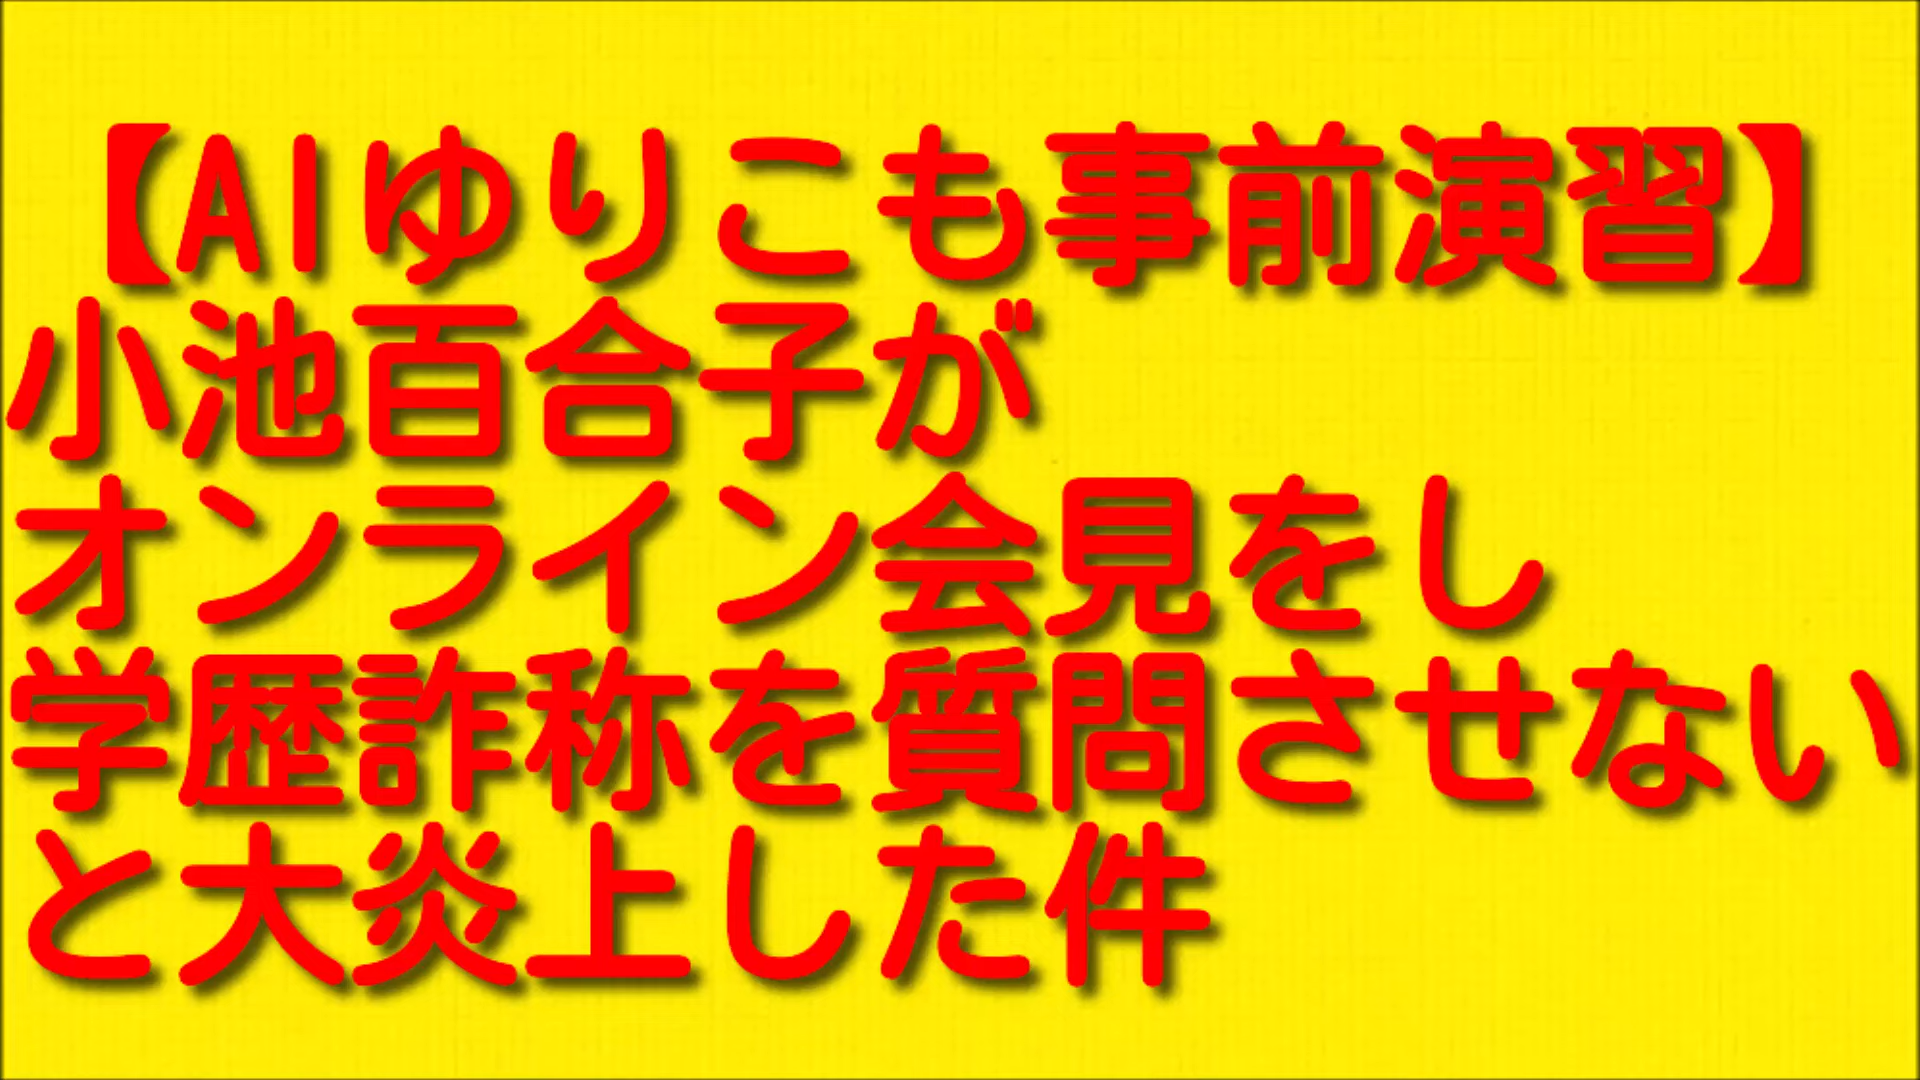 【AIゆりこも事前演習】
小池百合子が
オンライン会見をし
学歴詐称を質問させない
と大炎上した件